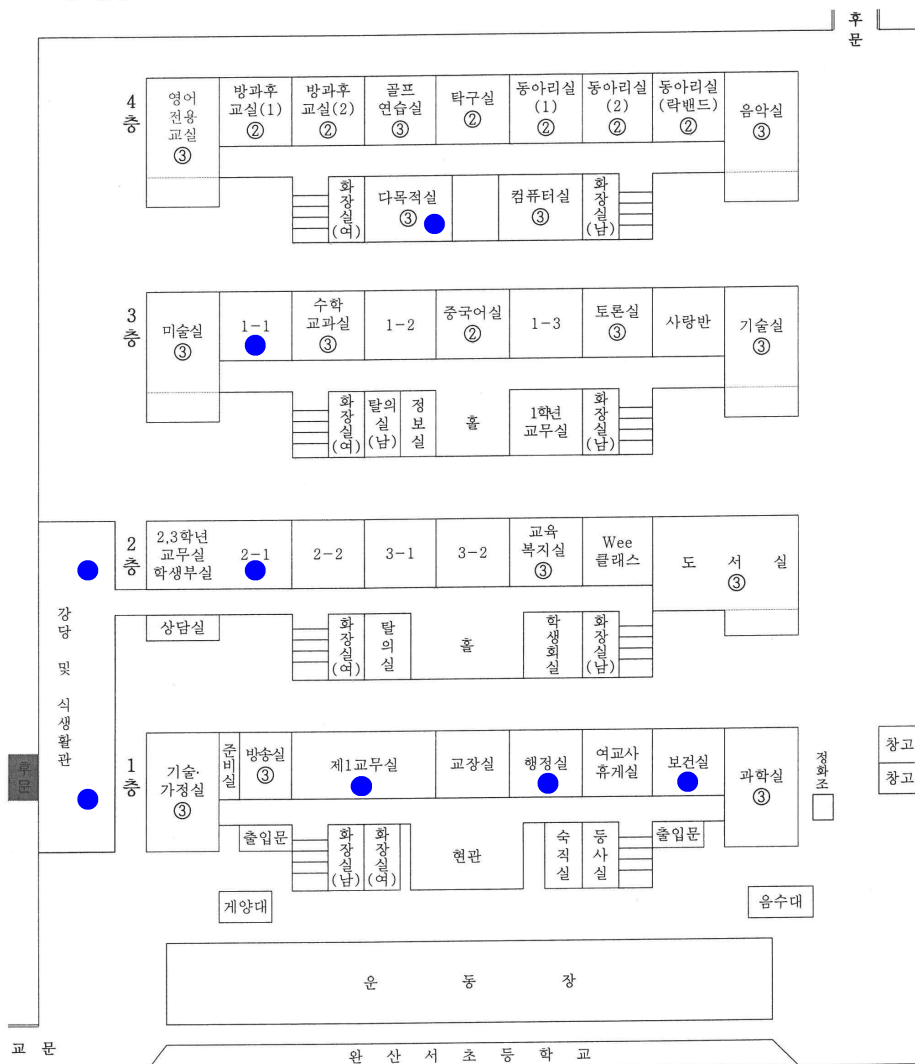 후
문
4
층
영어
전용
교실
③
방과후
교실(1)
②
방과후
교실(2)
②
골프
연습실
③
탁구실
②
동아리실
(1)
②
동아리실
(2)
②
동아리실
(락밴드)
②
음악실
③
화장실(여)
다목적실
③
컴퓨터실
③
화장실(남)
3
층
미술실
③
1-1
수학
교과실
③
1-2
중국어실
②
1-3
토론실
③
사랑반
기술실
③
화장실(여)
탈의실(남)
정보실
홀
1학년
교무실
화장실(남)
2
층
2,3학년
교무실
학생부실
2-1
2-2
3-1
3-2
교육
복지실
③
Wee
클래스
도 서 실
③
강당 및 식생활관
상담실
화장실(여)
탈의실
홀
학생회실
화장실(남)
1
층
기술·
가정실
③
준비실
방송실
③
제1교무실
교장실
행정실
여교사
휴게실
보건실
과학실
③
정화조
창고
창고
후문
출입문
화장실(남)
화장실(여)
현관
숙직실
등사실
출입문
게양대
음수대
운 동 장
교 문
완 산 서 초 등 학 교